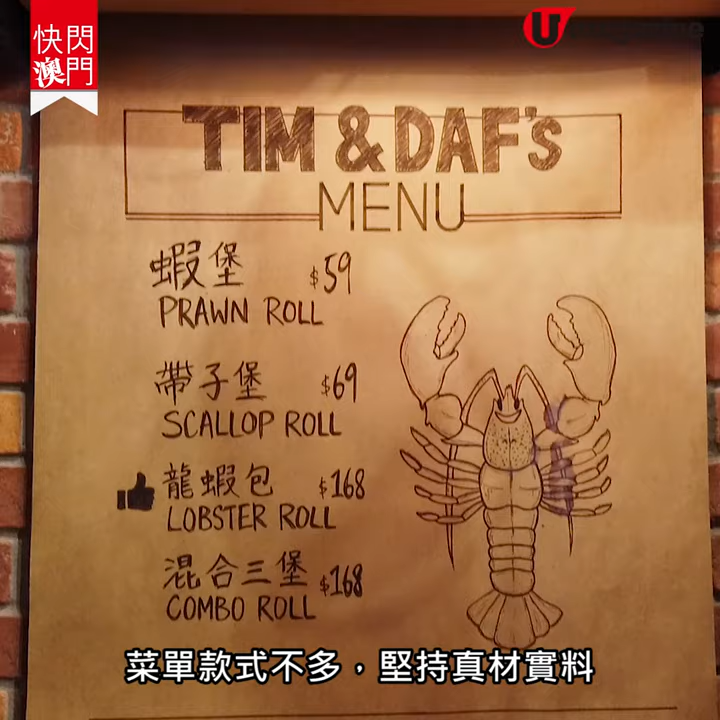 快閃
澳門
U magazine
TIM & DAF's
MENU
蝦堡 $59
PRAWN ROLL
帶子堡 $69
SCALLOP ROLL
龍蝦包 $168
LOBSTER ROLL
混合三堡 $168
COMBO ROLL
菜單款式不多，堅持真材實料